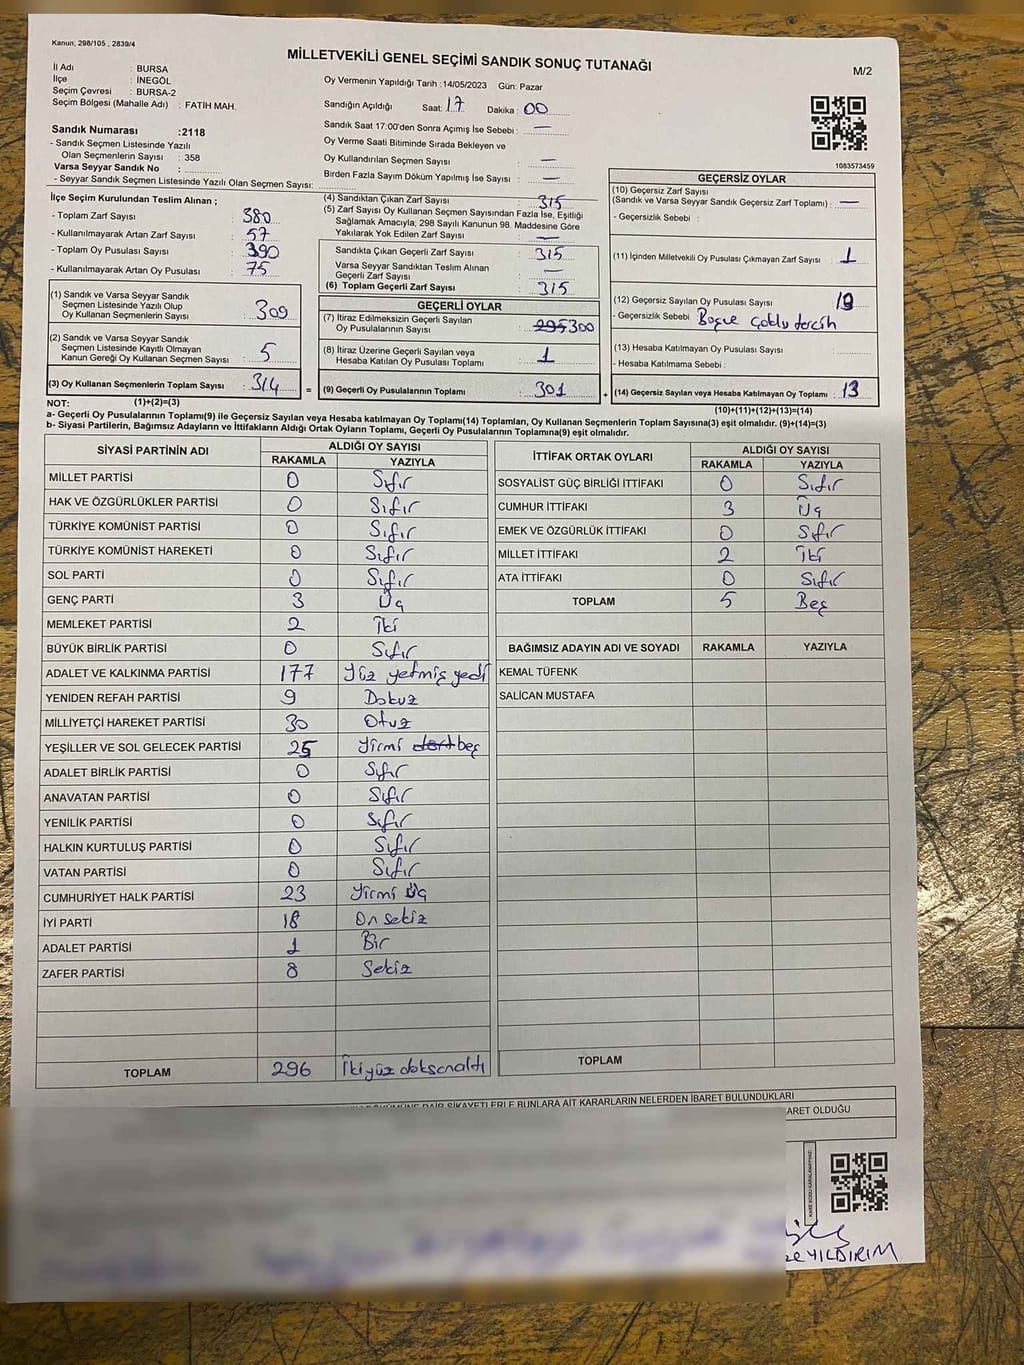 Kanun; 298/105 , 2839/4
MİLLETVEKİLİ GENEL SEÇİMİ SANDIK SONUÇ TUTANAĞI
M/2
İl Adı : BURSA
İlçe : İNEGÖL
Seçim Çevresi : BURSA-2
Seçim Bölgesi (Mahalle Adı) : FATİH MAH.
Sandık Numarası :2118
- Sandık Seçmen Listesinde Yazılı
Olan Seçmenlerin Sayısı : 358
Varsa Seyyar Sandık No :
- Seyyar Sandık Seçmen Listesinde Yazılı Olan Seçmen Sayısı:
Oy Vermenin Yapıldığı Tarih :14/05/2023 Gün: Pazar
Sandığın Açıldığı Saat: 17 Dakika : 00
Sandık Saat 17:00'den Sonra Açımış İse Sebebi : —
Oy Verme Saati Bitiminde Sırada Bekleyen ve
Oy Kullandırılan Seçmen Sayısı : —
Birden Fazla Sayım Döküm Yapılmış İse Sayısı : —
1083573459
İlçe Seçim Kurulundan Teslim Alınan ;
- Toplam Zarf Sayısı : 380
- Kullanılmayarak Artan Zarf Sayısı : 57
- Toplam Oy Pusulası Sayısı : 390
- Kullanılmayarak Artan Oy Pusulası : 75
(1) Sandık ve Varsa Seyyar Sandık
Seçmen Listesinde Yazılı Olup
Oy Kullanan Seçmenlerin Sayısı : 309
(2) Sandık ve Varsa Seyyar Sandık
Seçmen Listesinde Kayıtlı Olmayan
Kanun Gereği Oy Kullanan Seçmen Sayısı : 5
(3) Oy Kullanan Seçmenlerin Toplam Sayısı : 314
(4) Sandıktan Çıkan Zarf Sayısı : 315
(5) Zarf Sayısı Oy Kullanan Seçmen Sayısından Fazla İse, Eşitliği
Sağlamak Amacıyla; 298 Sayılı Kanunun 98. Maddesine Göre
Yakılarak Yok Edilen Zarf Sayısı : —
Sandıkta Çıkan Geçerli Zarf Sayısı : 315
Varsa Seyyar Sandıktan Teslim Alınan
Geçerli Zarf Sayısı : —
(6) Toplam Geçerli Zarf Sayısı : 315
GEÇERLİ OYLAR
(7) İtiraz Edilmeksizin Geçerli Sayılan
Oy Pusulalarının Sayısı : 295 300
(8) İtiraz Üzerine Geçerli Sayılan veya
Hesaba Katılan Oy Pusulası Toplamı : 1
= (9) Geçerli Oy Pusulalarının Toplamı : 301
GEÇERSİZ OYLAR
(10) Geçersiz Zarf Sayısı
(Sandık ve Varsa Seyyar Sandık Geçersiz Zarf Toplamı) : —
- Geçersizlik Sebebi :
(11) İçinden Milletvekili Oy Pusulası Çıkmayan Zarf Sayısı : 1
(12) Geçersiz Sayılan Oy Pusulası Sayısı :
- Geçersizlik Sebebi :
(13) Hesaba Katılmayan Oy Pusulası Sayısı :
- Hesaba Katılmama Sebebi :
+ (14) Geçersiz Sayılan veya Hesaba Katılmayan Oy Toplamı : 13
NOT: (1)+(2)=(3)
(10)+(11)+(12)+(13)=(14)
a- Geçerli Oy Pusulalarının Toplamı(9) ile Geçersiz Sayılan veya Hesaba katılmayan Oy Toplamı(14) Toplamları, Oy Kullanan Seçmenlerin Toplam Sayısına(3) eşit olmalıdır. (9)+(14)=(3)
b- Siyasi Partilerin, Bağımsız Adayların ve İttifakların Aldığı Ortak Oyların Toplamı, Geçerli Oy Pusulalarının Toplamına(9) eşit olmalıdır.
SİYASİ PARTİNİN ADI ALDIĞI OY SAYISI
RAKAMLA YAZIYLA
MİLLET PARTİSİ 0 Sıfır
HAK VE ÖZGÜRLÜKLER PARTİSİ 0 Sıfır
TÜRKİYE KOMÜNİST PARTİSİ 0 Sıfır
TÜRKİYE KOMÜNİST HAREKETİ 0 Sıfır
SOL PARTİ 0 Sıfır
GENÇ PARTİ 3 Üç
MEMLEKET PARTİSİ 2 İki
BÜYÜK BİRLİK PARTİSİ 0 Sıfır
ADALET VE KALKINMA PARTİSİ 177 Yüz yetmiş yedi
YENİDEN REFAH PARTİSİ 9 Dokuz
MİLLİYETÇİ HAREKET PARTİSİ 30 Otuz
YEŞİLLER VE SOL GELECEK PARTİSİ 25 Yirmi dört beş
ADALET BİRLİK PARTİSİ 0 Sıfır
ANAVATAN PARTİSİ 0 Sıfır
YENİLİK PARTİSİ 0 Sıfır
HALKIN KURTULUŞ PARTİSİ 0 Sıfır
VATAN PARTİSİ 0 Sıfır
CUMHURİYET HALK PARTİSİ 23 Yirmi üç
İYİ PARTİ 18 On sekiz
ADALET PARTİSİ 1 Bir
ZAFER PARTİSİ 8 Sekiz
TOPLAM 296 İkiyüz doksanaltı
İTTİFAK ORTAK OYLARI ALDIĞI OY SAYISI
RAKAMLA YAZIYLA
SOSYALİST GÜÇ BİRLİĞİ İTTİFAKI 0 Sıfır
CUMHUR İTTİFAKI 3 Üç
EMEK VE ÖZGÜRLÜK İTTİFAKI 0 Sıfır
MİLLET İTTİFAKI 2 İki
ATA İTTİFAKI 0 Sıfır
TOPLAM 5 Beş
BAĞIMSIZ ADAYIN ADI VE SOYADI RAKAMLA YAZIYLA
KEMAL TÜFENK
SALİCAN MUSTAFA
TOPLAM
DAİR ŞİKAYETLERLE BUNLARA AİT KARARLARIN NELERDEN İBARET BULUNDUKLARI
ARET OLDUĞU
YILDIRIM